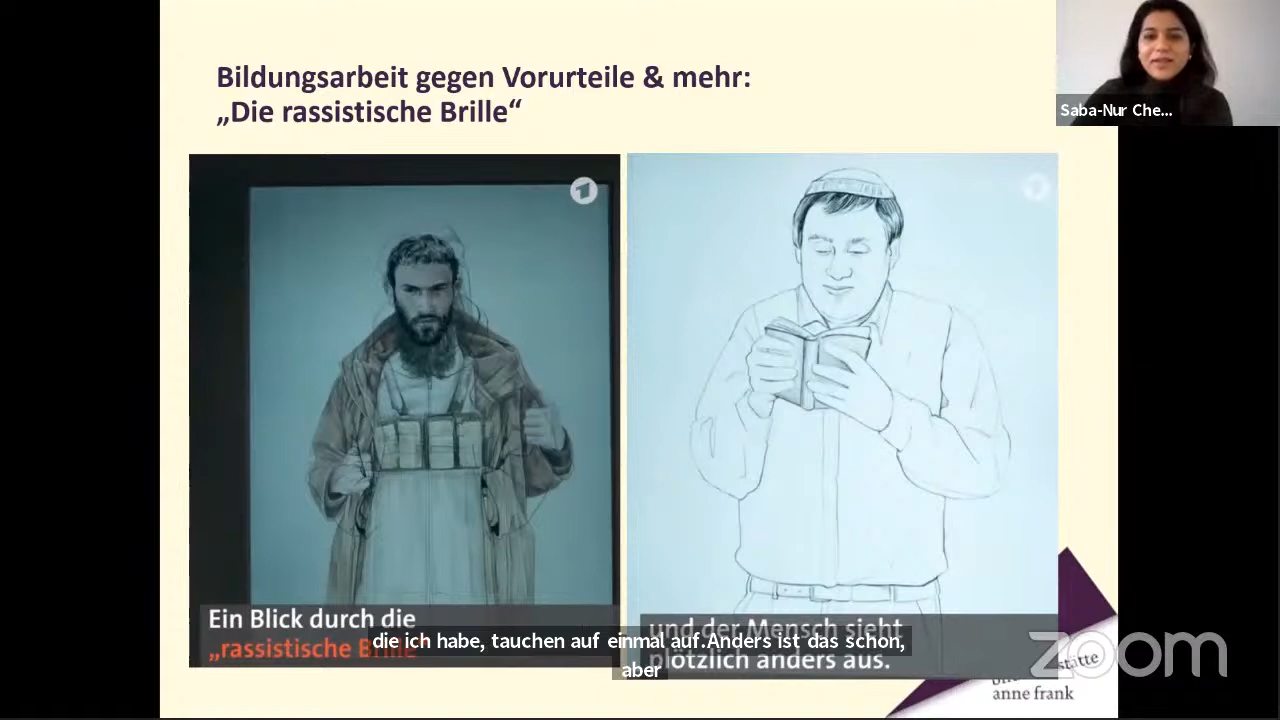 Bildungsarbeit gegen Vorurteile & mehr:
„Die rassistische Brille“
Saba-Nur Che...
Ein Blick durch die
„rassistische Brille“
und der Mensch sieht
plötzlich anders aus.
die ich habe, tauchen auf einmal auf.Anders ist das schon,
aber
zoom
anne frank